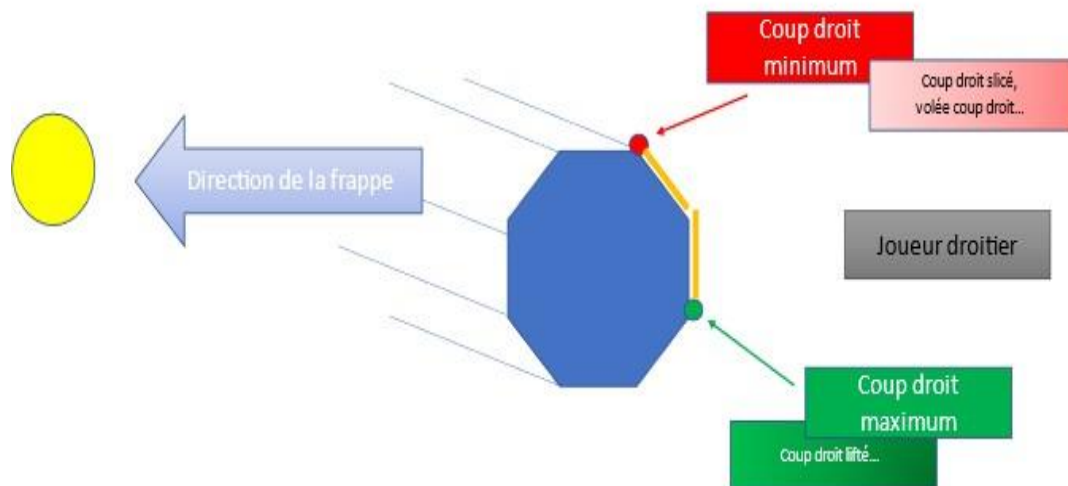 Coup droit
minimum
Coup droit slicé,
volée coup droit...
Direction de la frappe
Joueur droitier
Coup droit
maximum
Coup droit lifté...